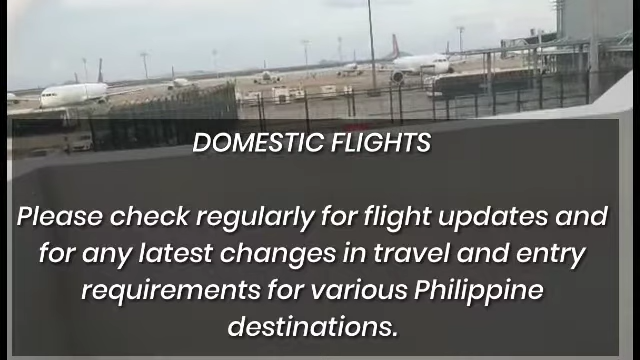 DOMESTIC FLIGHTS
Please check regularly for flight updates and
for any latest changes in travel and entry
requirements for various Philippine
destinations.